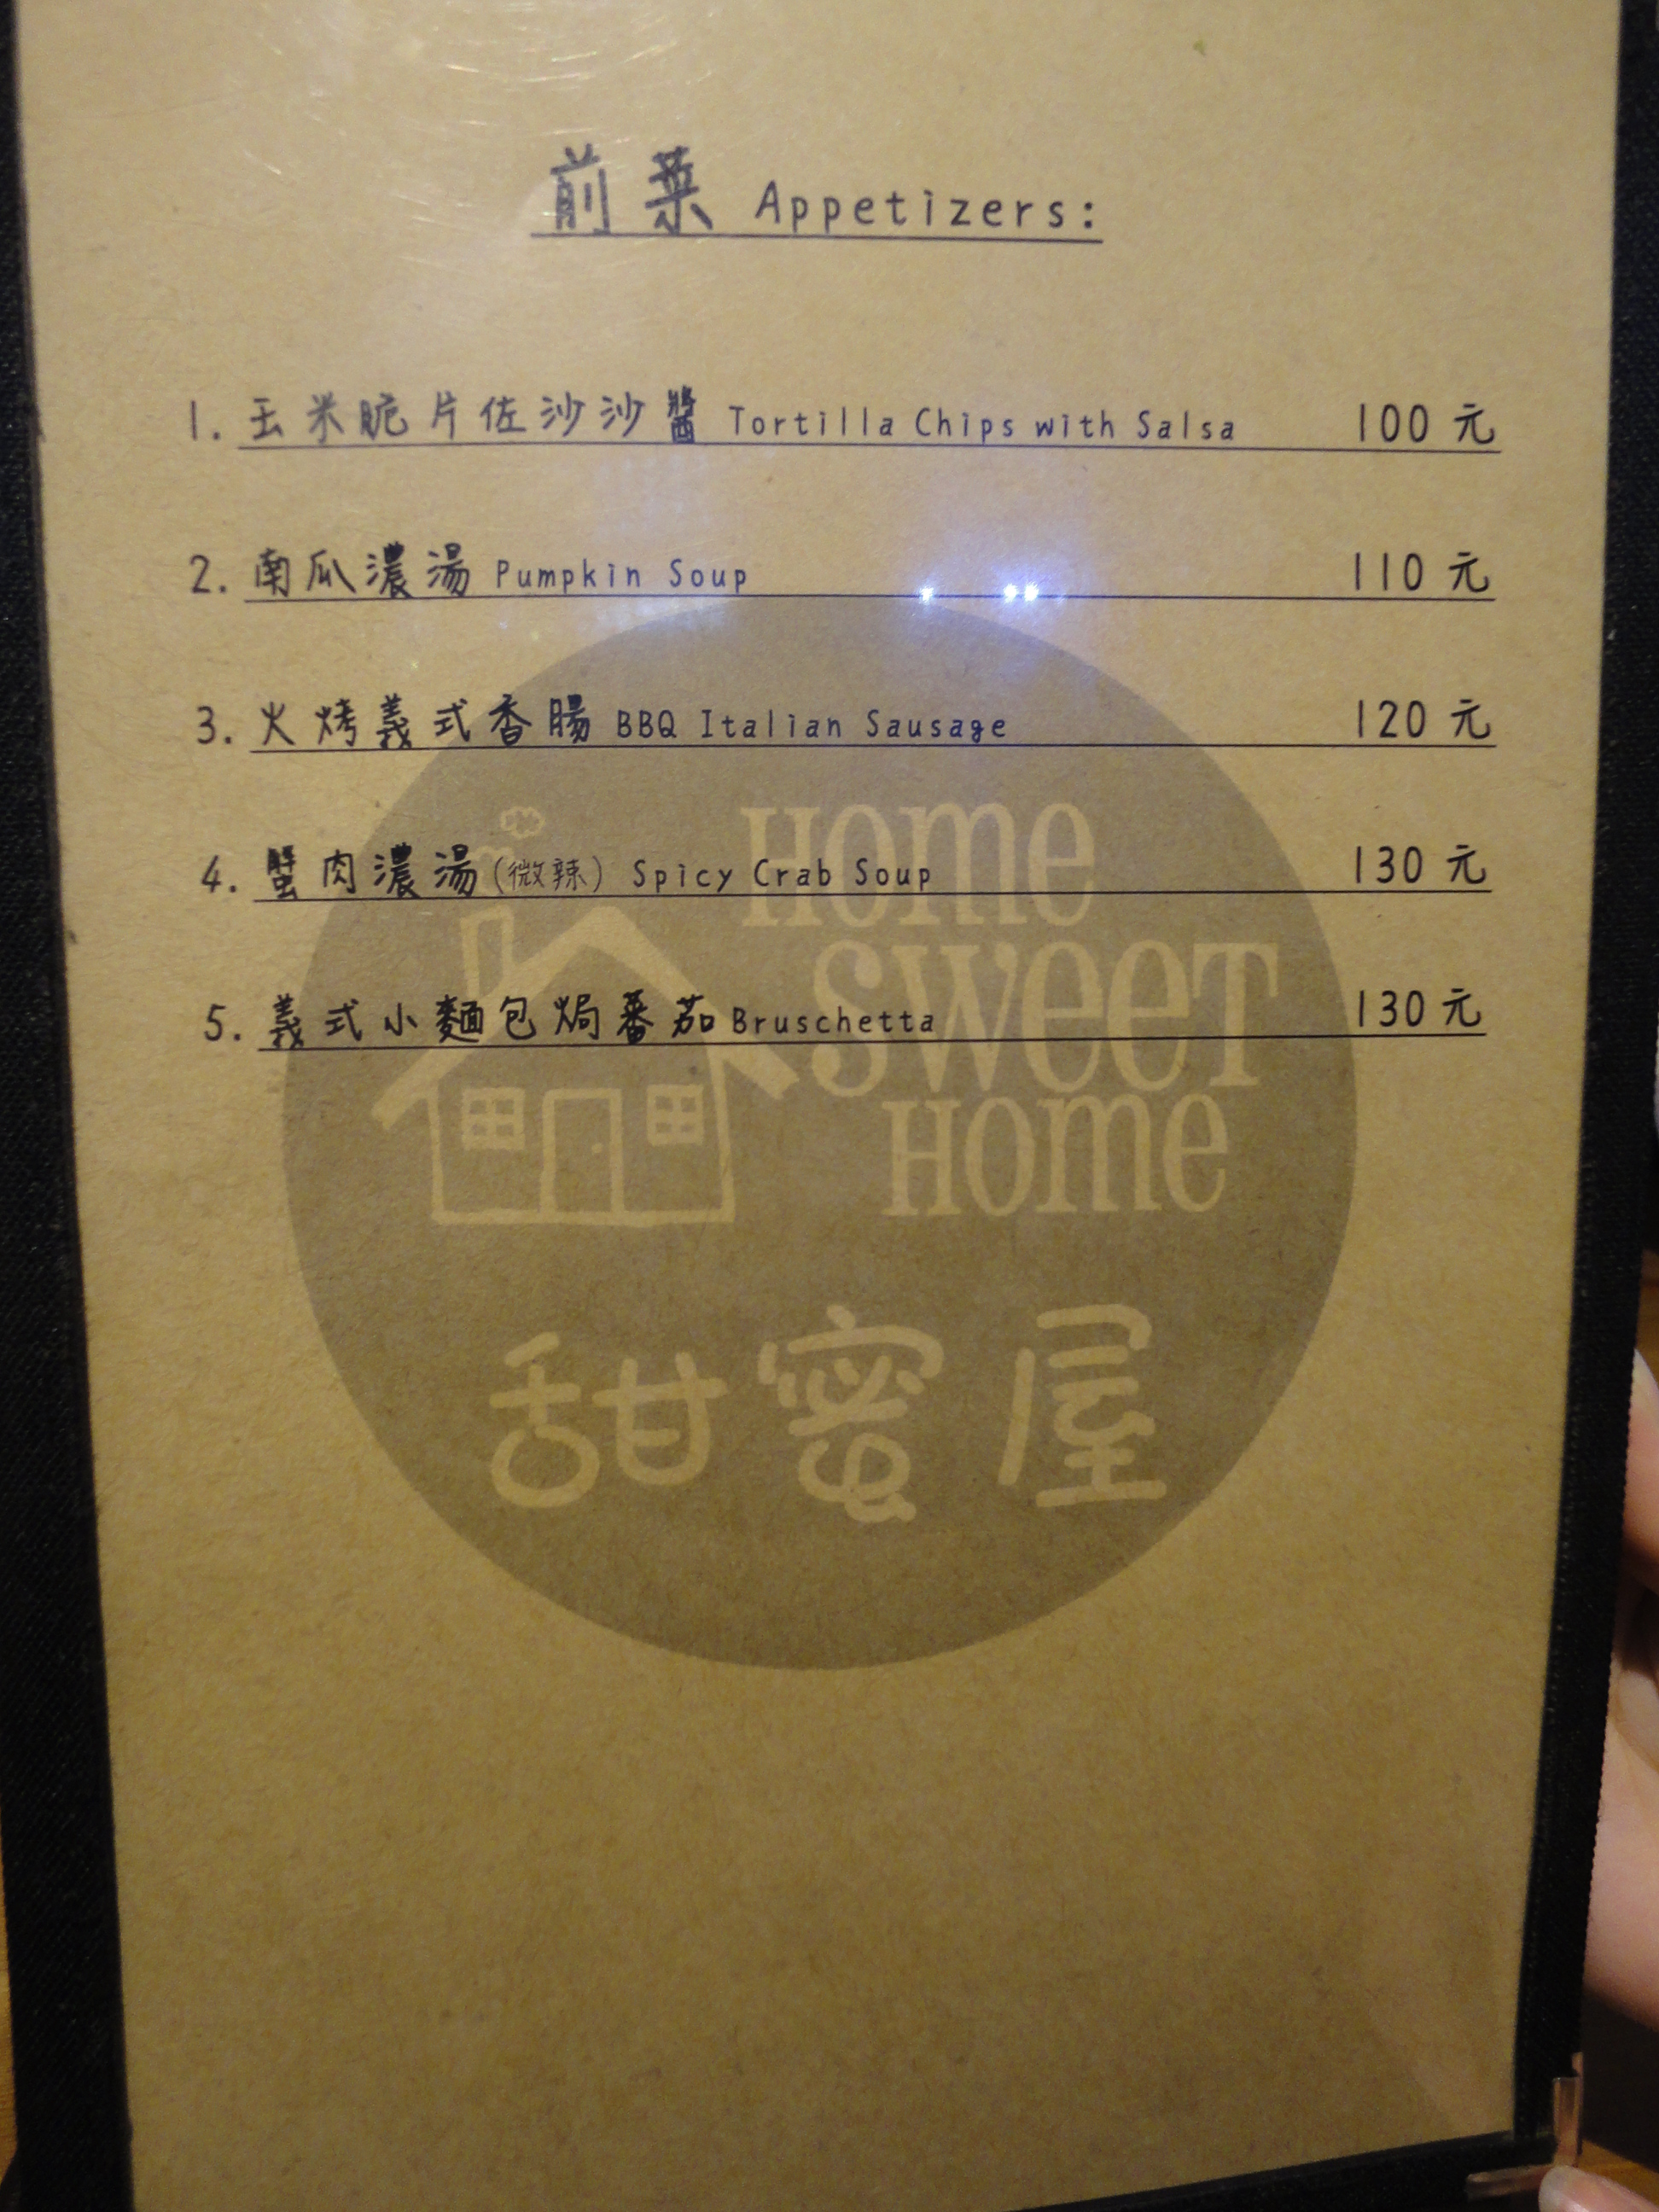 前菜 Appetizers:
1. 玉米脆片佐沙沙醬 Tortilla Chips with Salsa 100 元
2. 南瓜濃湯 Pumpkin Soup 110 元
3. 火烤義式香腸 BBQ Italian Sausage 120 元
4. 蟹肉濃湯(微辣) Spicy Crab Soup 130 元
5. 義式小麵包焗蕃茄 Bruschetta 130 元
Home
Sweet
Home
甜蜜屋